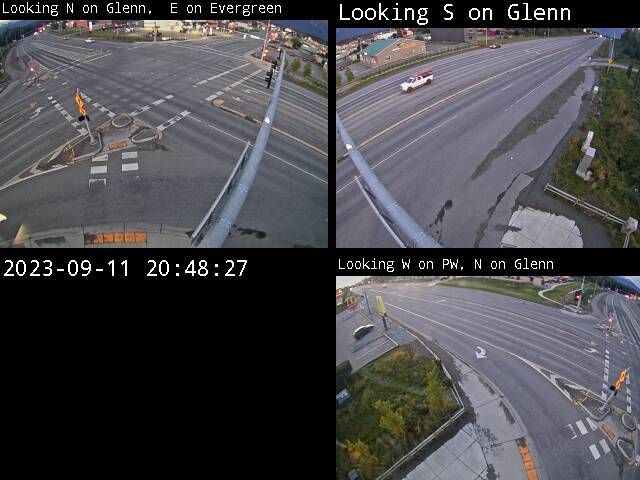 Looking N on Glenn,  E on Evergreen
Looking S on Glenn
2023-09-11 20:48:27
Looking W on PW, N on Glenn